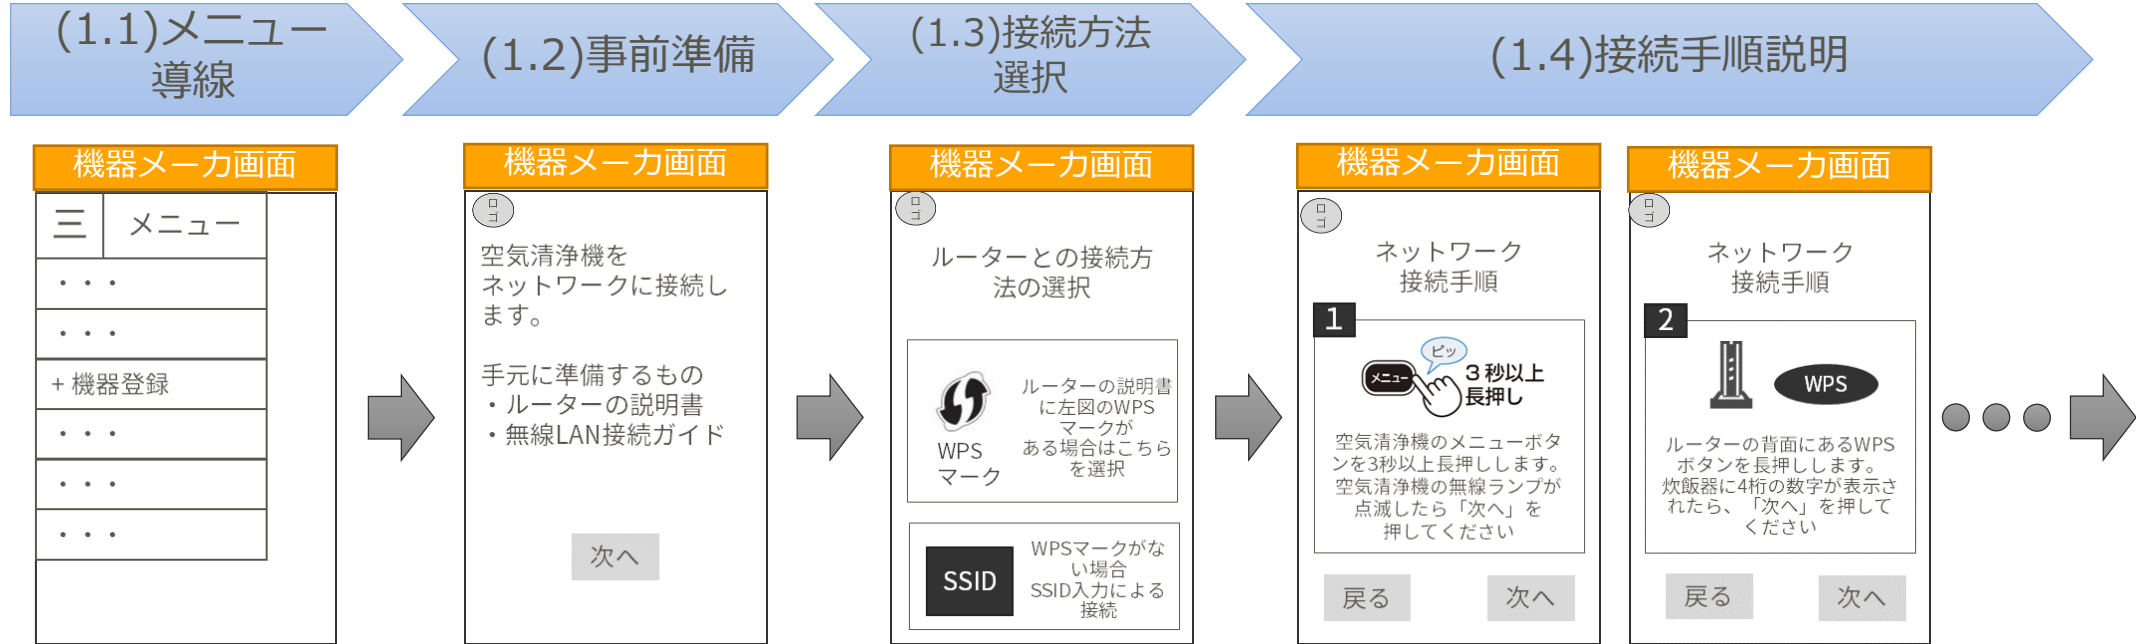 (1.1)メニュー
導線
(1.2)事前準備
(1.3)接続方法
選択
(1.4)接続手順説明
機器メーカ画面
三 メニュー
・・・
・・・
+ 機器登録
・・・
・・・
・・・
機器メーカ画面
ロゴ
空気清浄機を
ネットワークに接続し
ます。
手元に準備するもの
・ルーターの説明書
・無線LAN接続ガイド
次へ
機器メーカ画面
ロゴ
ルーターとの接続方
法の選択
WPS
マーク
ルーターの説明書
に左図のWPS
マークが
ある場合はこちら
を選択
SSID
WPSマークがな
い場合
SSID入力による
接続
機器メーカ画面
ロゴ
ネットワーク
接続手順
1
ピッ
メニュー
3秒以上
長押し
空気清浄機のメニューボタ
ンを3秒以上長押しします。
空気清浄機の無線ランプが
点滅したら「次へ」を
押してください
戻る
次へ
機器メーカ画面
ロゴ
ネットワーク
接続手順
2
WPS
ルーターの背面にあるWPS
ボタンを長押しします。
炊飯器に4桁の数字が表示さ
れたら、「次へ」を押して
ください
戻る
次へ